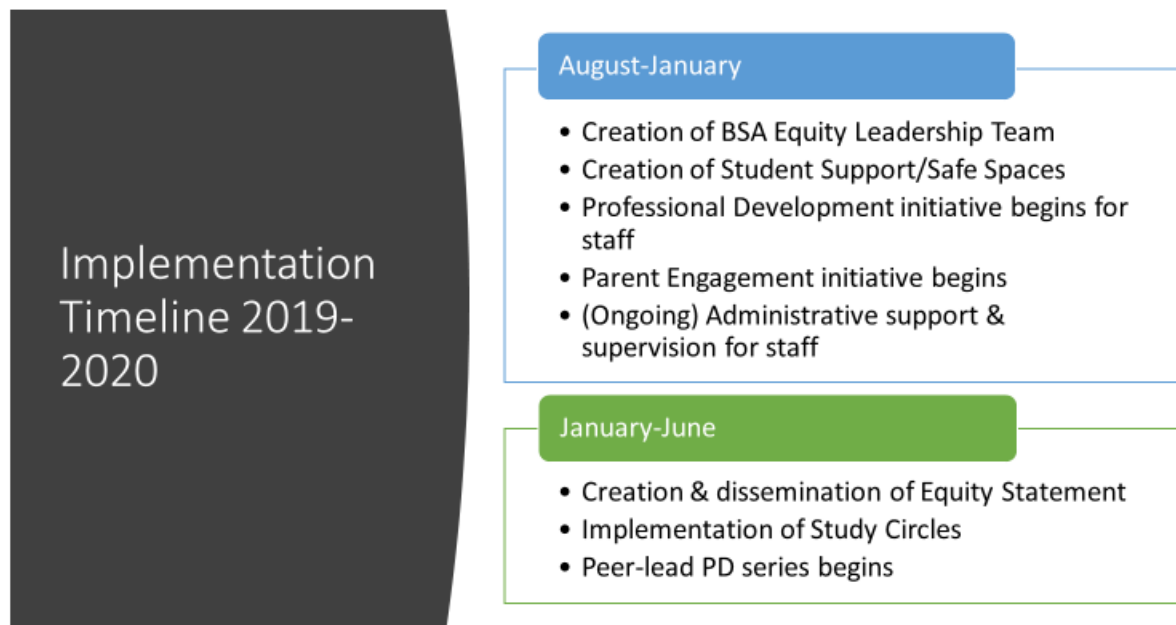 Implementation
Timeline 2019-
2020
August-January
• Creation of BSA Equity Leadership Team
• Creation of Student Support/Safe Spaces
• Professional Development initiative begins for
staff
• Parent Engagement initiative begins
• (Ongoing) Administrative support &
supervision for staff
January-June
• Creation & dissemination of Equity Statement
• Implementation of Study Circles
• Peer-lead PD series begins